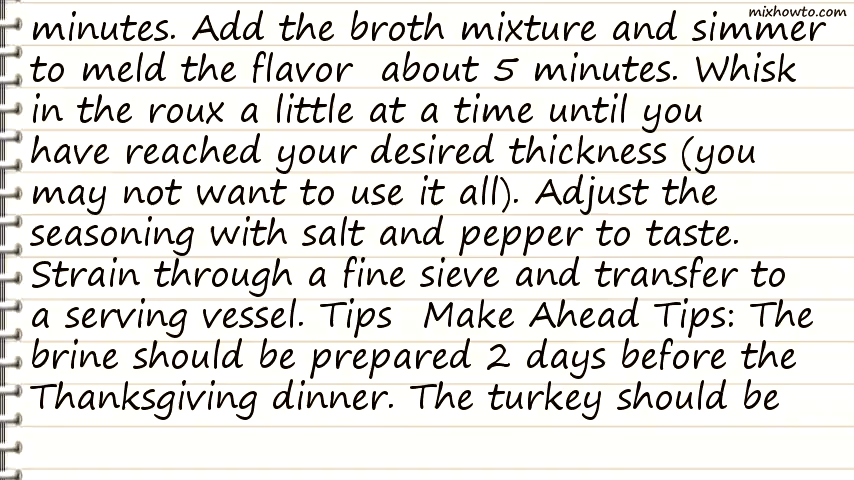 mixhowto.com
minutes. Add the broth mixture and simmer
to meld the flavor  about 5 minutes. Whisk
in the roux a little at a time until you
have reached your desired thickness (you
may not want to use it all). Adjust the
seasoning with salt and pepper to taste.
Strain through a fine sieve and transfer to
a serving vessel. Tips  Make Ahead Tips: The
brine should be prepared 2 days before the
Thanksgiving dinner. The turkey should be